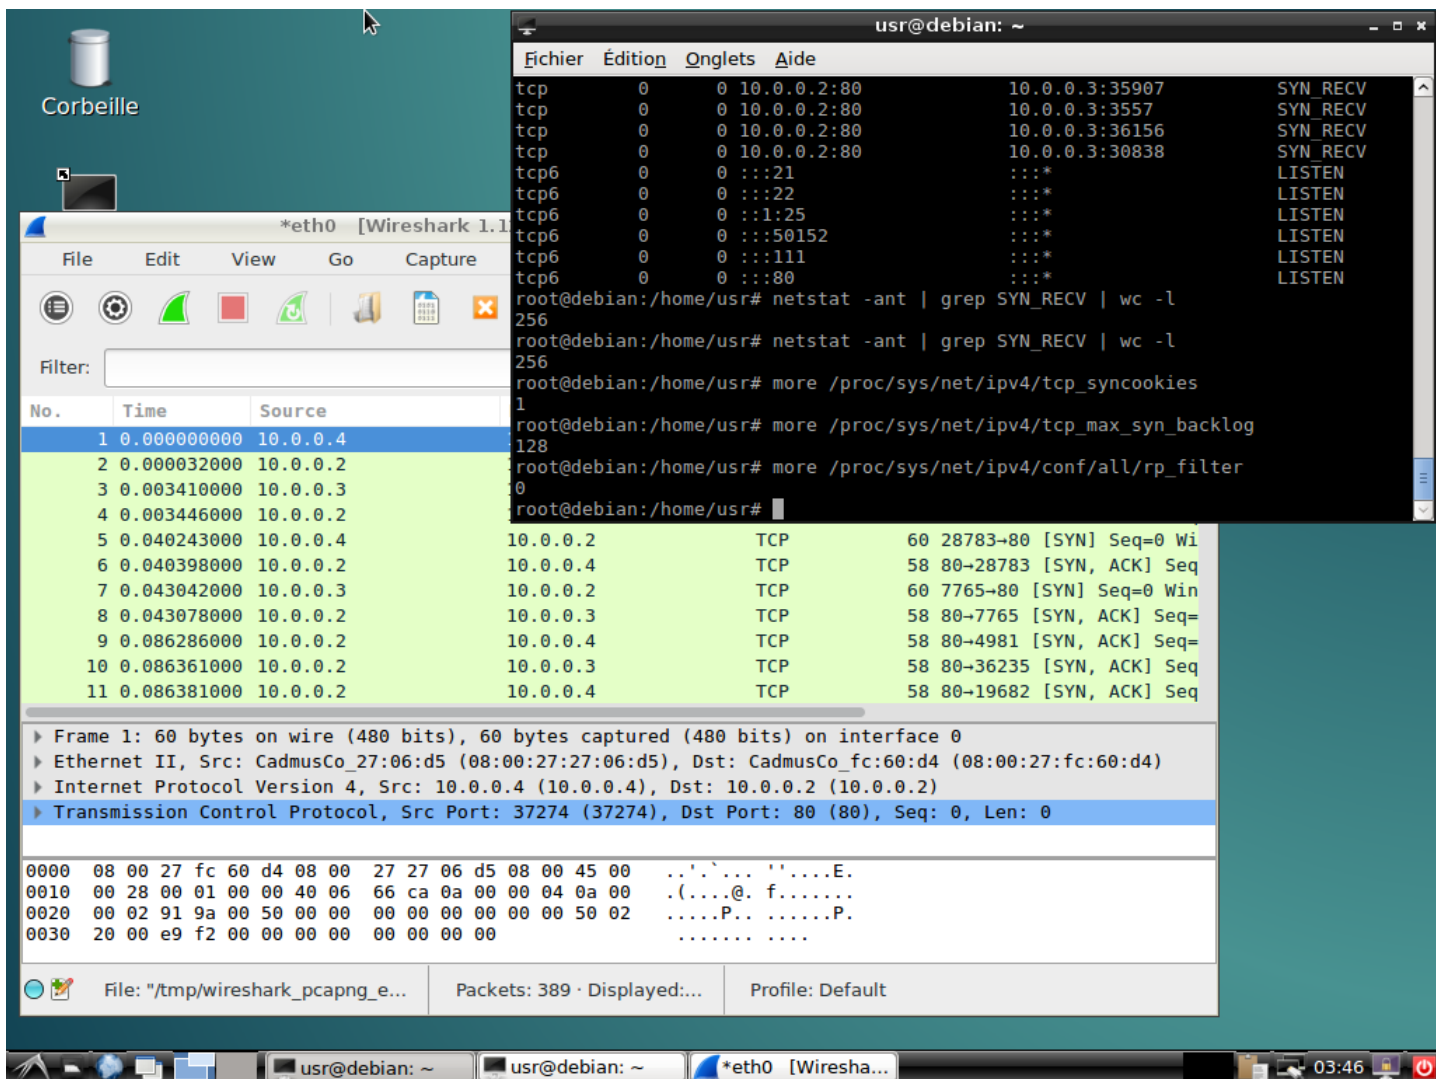 Corbeille
usr@debian: ~
Fichier Édition Onglets Aide
tcp 0 0 10.0.0.2:80 10.0.0.3:35907 SYN_RECV
tcp 0 0 10.0.0.2:80 10.0.0.3:3557 SYN_RECV
tcp 0 0 10.0.0.2:80 10.0.0.3:36156 SYN_RECV
tcp 0 0 10.0.0.2:80 10.0.0.3:30838 SYN_RECV
tcp6 0 0 :::21 :::* LISTEN
tcp6 0 0 :::22 :::* LISTEN
tcp6 0 0 ::1:25 :::* LISTEN
tcp6 0 0 :::50152 :::* LISTEN
tcp6 0 0 :::111 :::* LISTEN
tcp6 0 0 :::80 :::* LISTEN
root@debian:/home/usr# netstat -ant | grep SYN_RECV | wc -l
256
root@debian:/home/usr# netstat -ant | grep SYN_RECV | wc -l
256
root@debian:/home/usr# more /proc/sys/net/ipv4/tcp_syncookies
1
root@debian:/home/usr# more /proc/sys/net/ipv4/tcp_max_syn_backlog
128
root@debian:/home/usr# more /proc/sys/net/ipv4/conf/all/rp_filter
0
root@debian:/home/usr#
*eth0 [Wireshark 1.1
File Edit View Go Capture
Filter:
No. Time Source
1 0.000000000 10.0.0.4
2 0.000032000 10.0.0.2
3 0.003410000 10.0.0.3
4 0.003446000 10.0.0.2
5 0.040243000 10.0.0.4 10.0.0.2 TCP 60 28783→80 [SYN] Seq=0 Wi
6 0.040398000 10.0.0.2 10.0.0.4 TCP 58 80→28783 [SYN, ACK] Seq
7 0.043042000 10.0.0.3 10.0.0.2 TCP 60 7765→80 [SYN] Seq=0 Win
8 0.043078000 10.0.0.2 10.0.0.3 TCP 58 80→7765 [SYN, ACK] Seq=
9 0.086286000 10.0.0.2 10.0.0.4 TCP 58 80→4981 [SYN, ACK] Seq=
10 0.086361000 10.0.0.2 10.0.0.3 TCP 58 80→36235 [SYN, ACK] Seq
11 0.086381000 10.0.0.2 10.0.0.4 TCP 58 80→19682 [SYN, ACK] Seq
Frame 1: 60 bytes on wire (480 bits), 60 bytes captured (480 bits) on interface 0
Ethernet II, Src: CadmusCo_27:06:d5 (08:00:27:27:06:d5), Dst: CadmusCo_fc:60:d4 (08:00:27:fc:60:d4)
Internet Protocol Version 4, Src: 10.0.0.4 (10.0.0.4), Dst: 10.0.0.2 (10.0.0.2)
Transmission Control Protocol, Src Port: 37274 (37274), Dst Port: 80 (80), Seq: 0, Len: 0
0000 08 00 27 fc 60 d4 08 00 27 27 06 d5 08 00 45 00 ..'.`... ''....E.
0010 00 28 00 01 00 00 40 06 66 ca 0a 00 00 04 0a 00 .(....@. f.......
0020 00 02 91 9a 00 50 00 00 00 00 00 00 00 00 50 02 .....P.. ......P.
0030 20 00 e9 f2 00 00 00 00 00 00 00 00 ....... ....
File: "/tmp/wireshark_pcapng_e... Packets: 389 · Displayed:... Profile: Default
usr@debian: ~ usr@debian: ~ *eth0 [Wiresha... 03:46